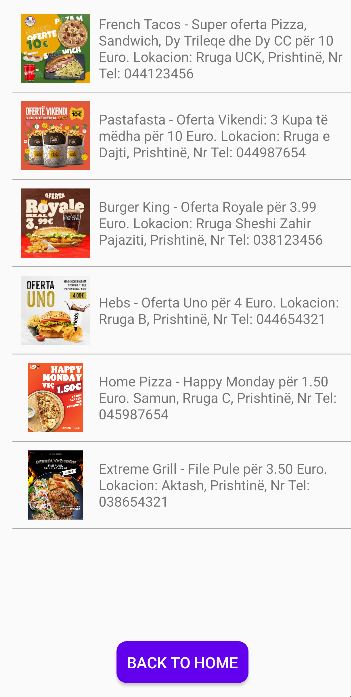 OFERTE
10€
French Tacos - Super oferta Pizza,
Sandwich, Dy Trileqe dhe Dy CC për 10
Euro. Lokacion: Rruga UCK, Prishtinë, Nr
Tel: 044123456
OFERTË VIKENDI
Pastafasta - Oferta Vikendi: 3 Kupa të
mëdha për 10 Euro. Lokacion: Rruga e
Dajti, Prishtinë, Nr Tel: 044987654
OFERTA
Royale
3.99€
Burger King - Oferta Royale për 3.99
Euro. Lokacion: Rruga Sheshi Zahir
Pajaziti, Prishtinë, Nr Tel: 038123456
OFERTA
UNO
Hebs - Oferta Uno për 4 Euro. Lokacion:
Rruga B, Prishtinë, Nr Tel: 044654321
HAPPY
MONDAY
VEÇ
1.50€
Home Pizza - Happy Monday për 1.50
Euro. Samun, Rruga C, Prishtinë, Nr Tel:
045987654
Extreme Grill - File Pule për 3.50 Euro.
Lokacion: Aktash, Prishtinë, Nr Tel:
038654321
BACK TO HOME